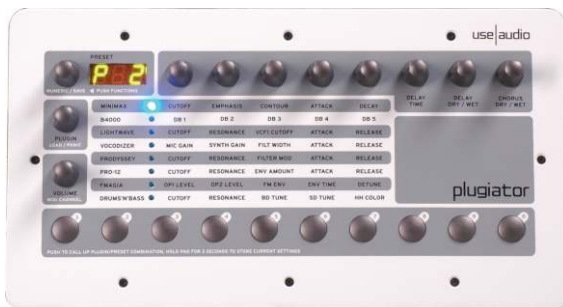 use|audio
PRESET
P 2
NUMERIC / BANK ◀ PUSH FUNCTIONS
DELAY TIME
DELAY DRY / WET
CHORUS DRY / WET
PLUGIN
LOAD / PANIC
VOLUME
MIDI CHANNEL
MINIMAX CUTOFF EMPHASIS CONTOUR ATTACK DECAY
B4000 DB 1 DB 2 DB 3 DB 4 DB 5
LIGHTWAVE CUTOFF RESONANCE VCF1 CUTOFF ATTACK RELEASE
VOCODIZER MIC GAIN SYNTH GAIN FILT WIDTH ATTACK RELEASE
PRODYSSEY CUTOFF RESONANCE FILTER MOD ATTACK RELEASE
PRO-12 CUTOFF RESONANCE ENV AMOUNT ATTACK RELEASE
FMAGIA OP1 LEVEL OP2 LEVEL FM ENV ENV TIME DETUNE
DRUMS'N'BASS CUTOFF RESONANCE BD TUNE SD TUNE HH COLOR
plugiator
PUSH TO CALL UP PLUGIN/PRESET COMBINATION, HOLD PAD FOR 3 SECONDS TO STORE CURRENT SETTINGS